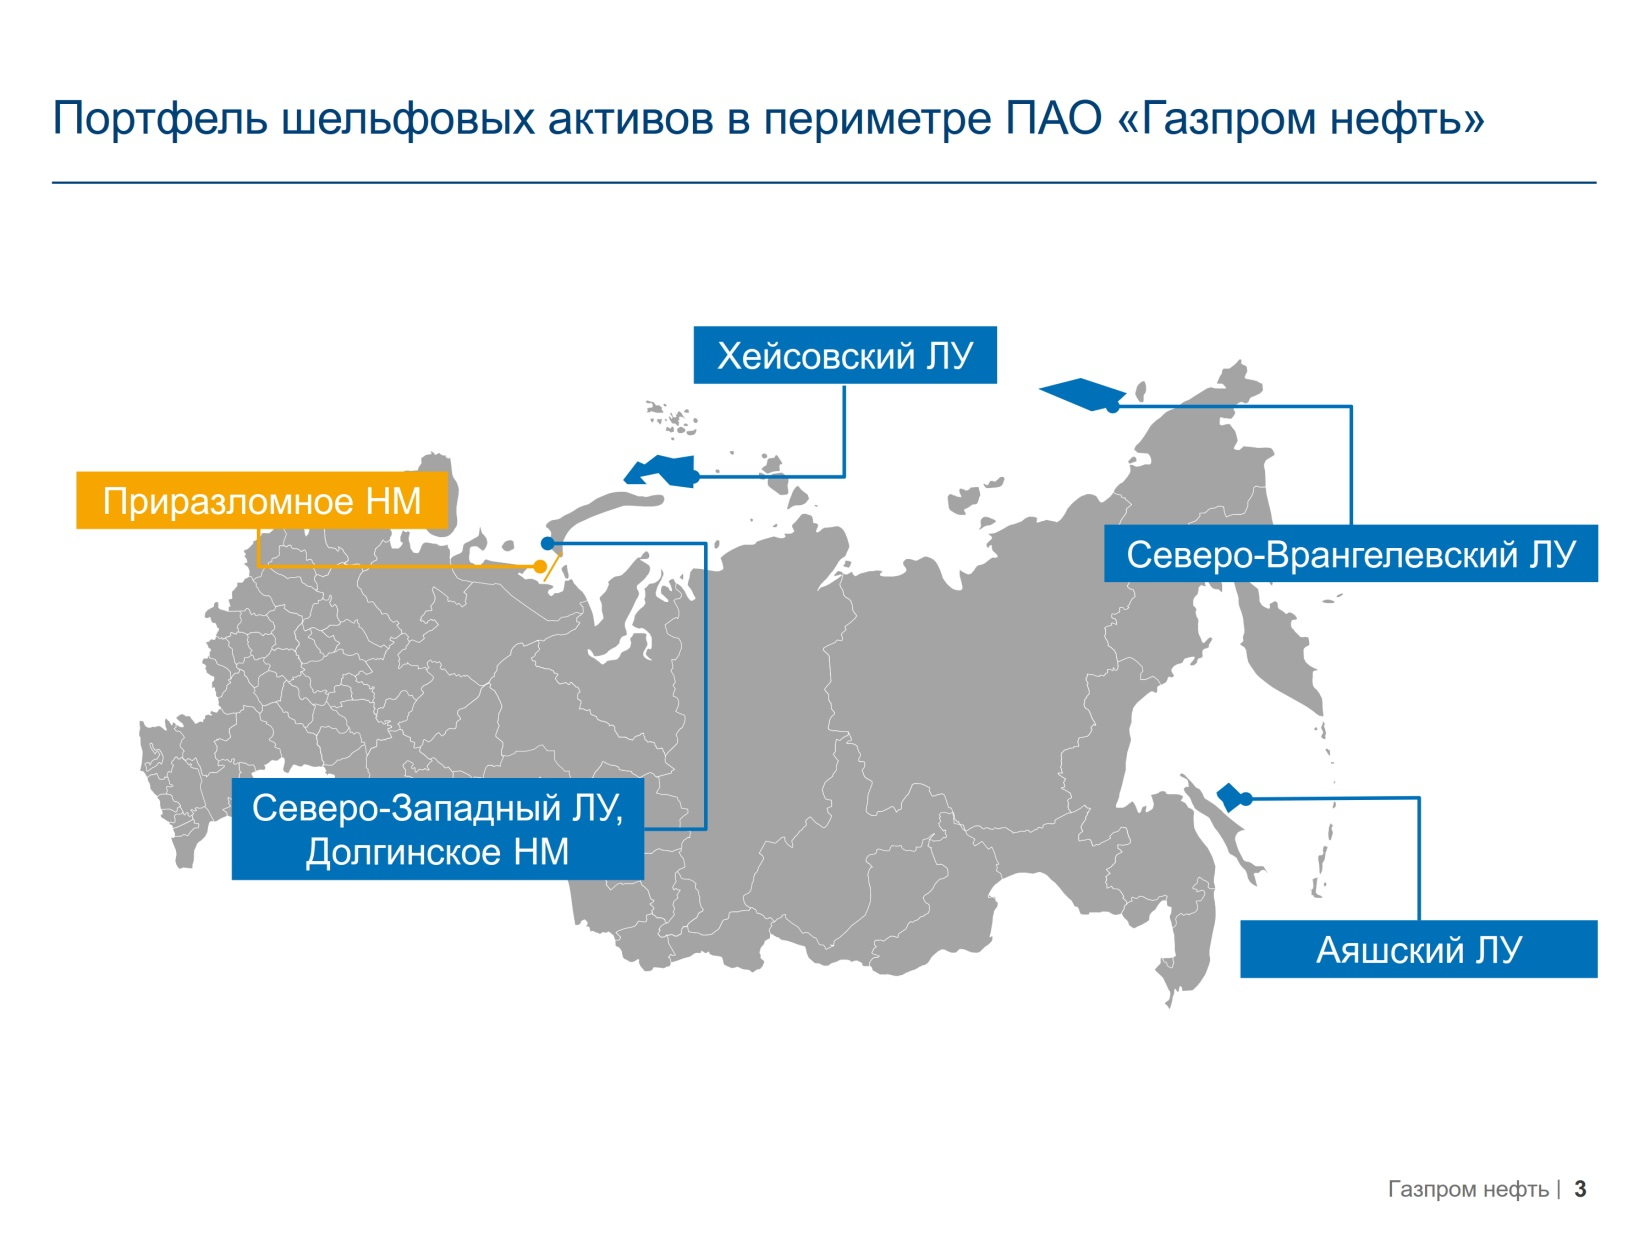 Портфель шельфовых активов в периметре ПАО «Газпром нефть»
Хейсовский ЛУ
Приразломное НМ
Северо-Врангелевский ЛУ
Северо-Западный ЛУ,
Долгинское НМ
Аяшский ЛУ
Газпром нефть | 3